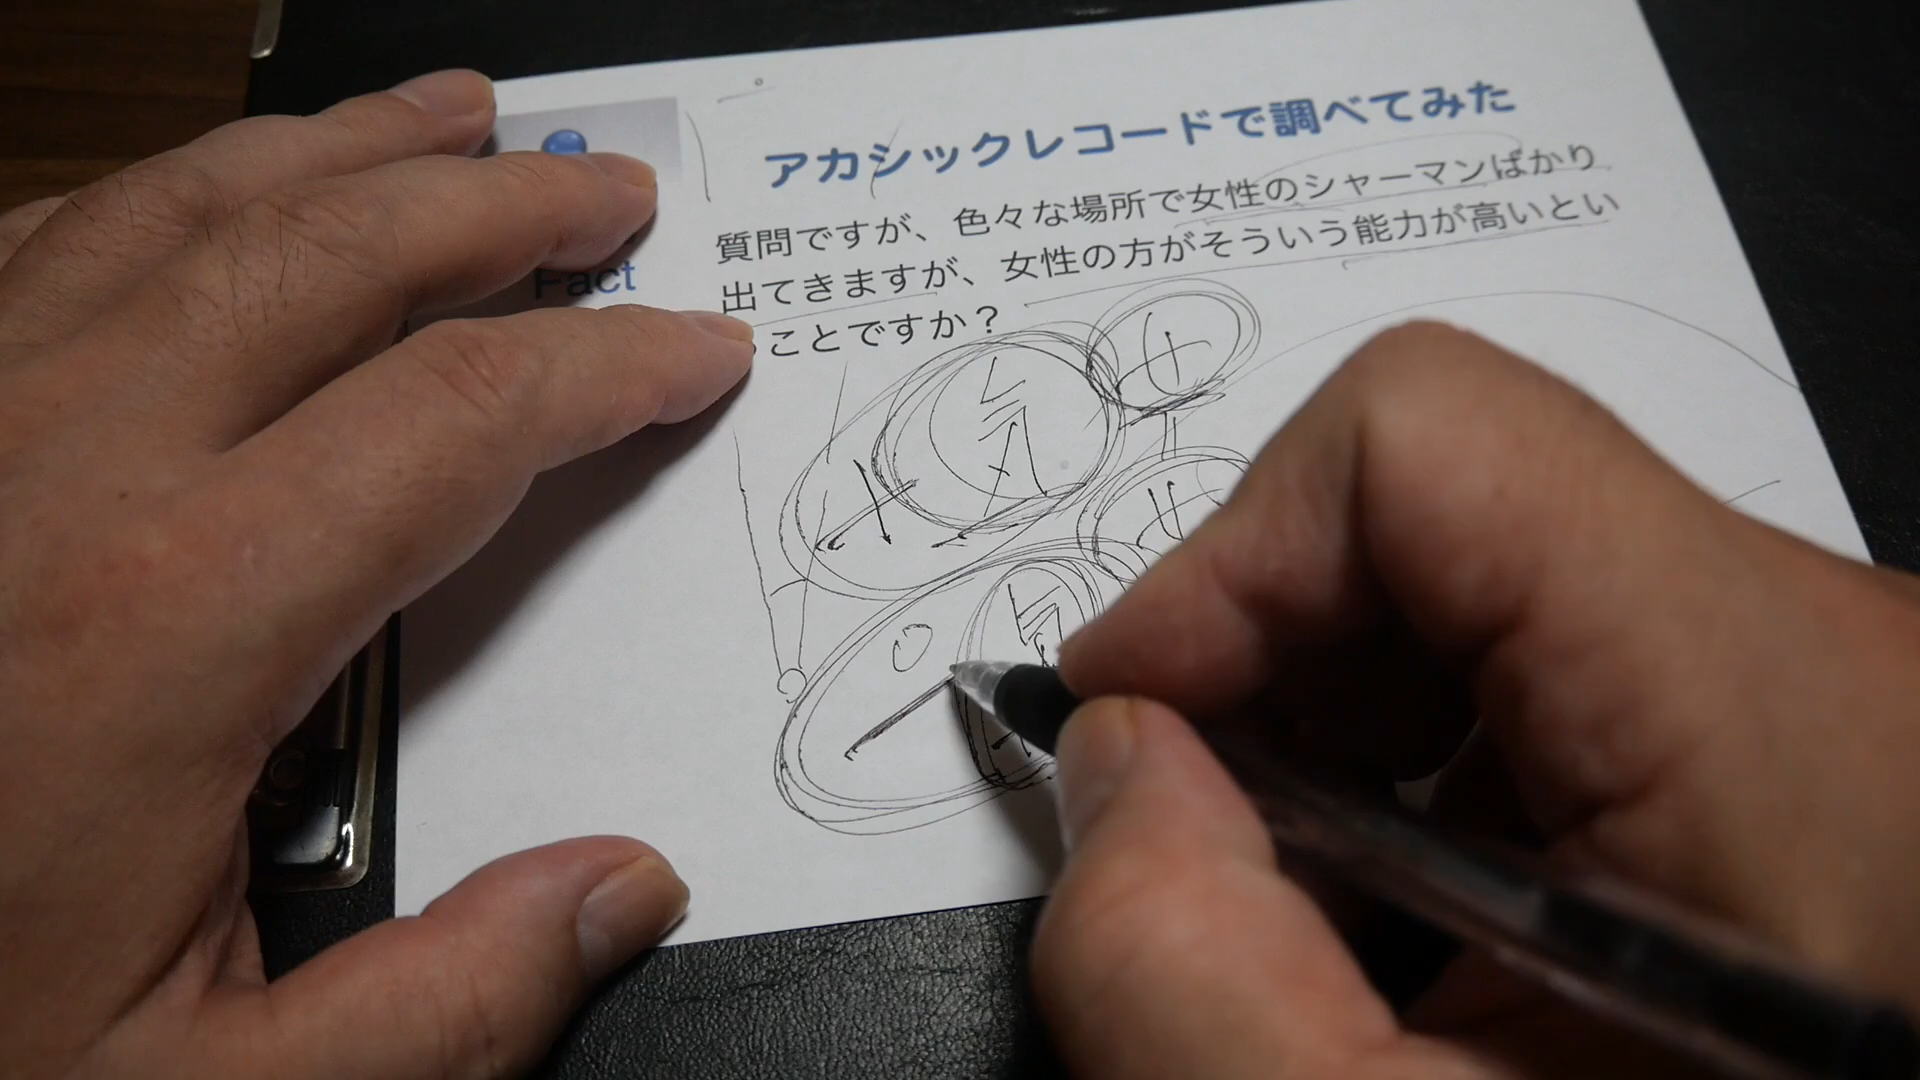 アカシックレコードで調べてみた
質問ですが、色々な場所で女性のシャーマンばかり
出てきますが、女性の方がそういう能力が高いとい
ことですか？
Fact
気
気